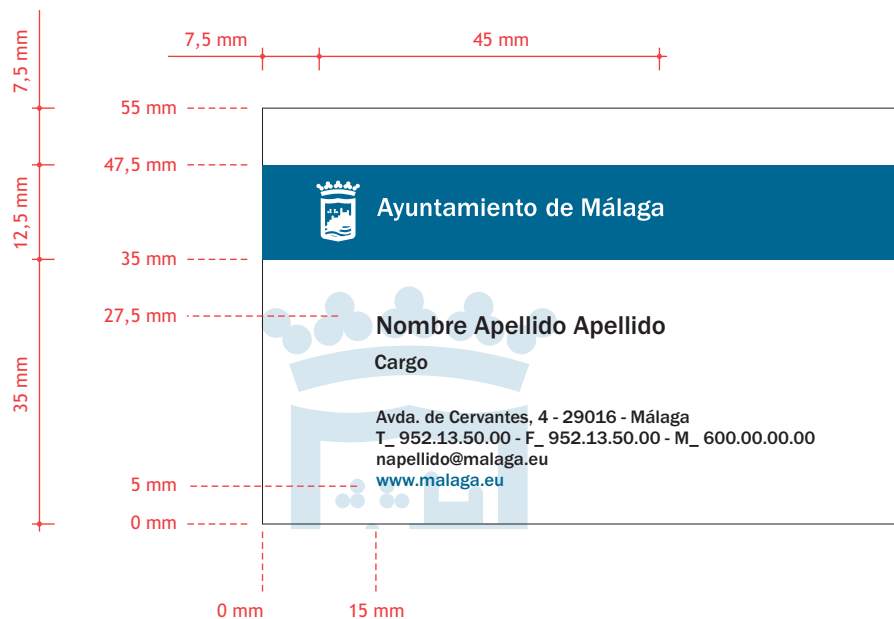 7,5 mm
45 mm
7,5 mm
55 mm
47,5 mm
12,5 mm
Ayuntamiento de Málaga
35 mm
27,5 mm
Nombre Apellido Apellido
Cargo
35 mm
Avda. de Cervantes, 4 - 29016 - Málaga
T_ 952.13.50.00 - F_ 952.13.50.00 - M_ 600.00.00.00
napellido@malaga.eu
www.malaga.eu
5 mm
0 mm
0 mm
15 mm